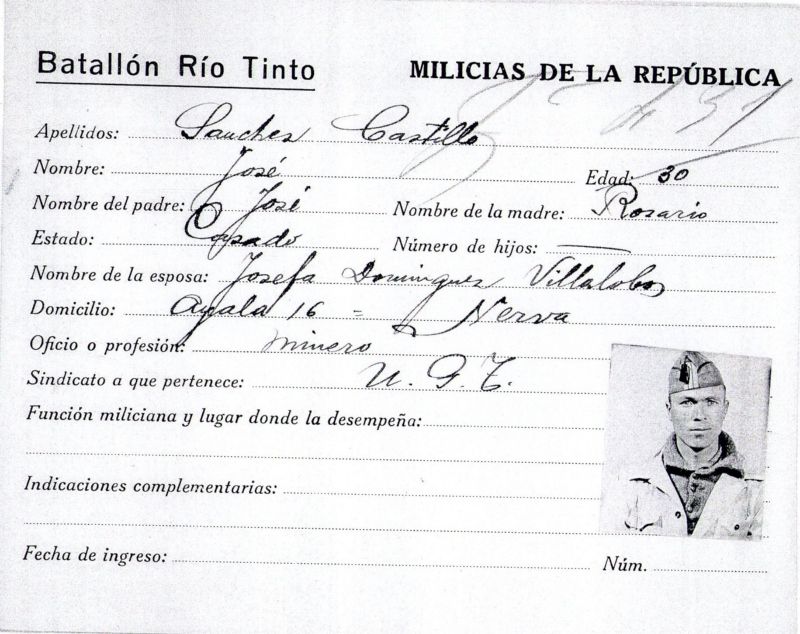 Batallón Río Tinto MILICIAS DE LA REPÚBLICA
Apellidos: Sanchez Castillo
Nombre: José Edad: 30
Nombre del padre: José Nombre de la madre: Rosario
Estado: Casado Número de hijos: —
Nombre de la esposa: Josefa Dominguez Villalobos
Domicilio: Ayala 16 = Nerva
Oficio o profesión: minero
Sindicato a que pertenece: U. G. T.
Función miliciana y lugar donde la desempeña:
Indicaciones complementarias:
Fecha de ingreso: Núm.